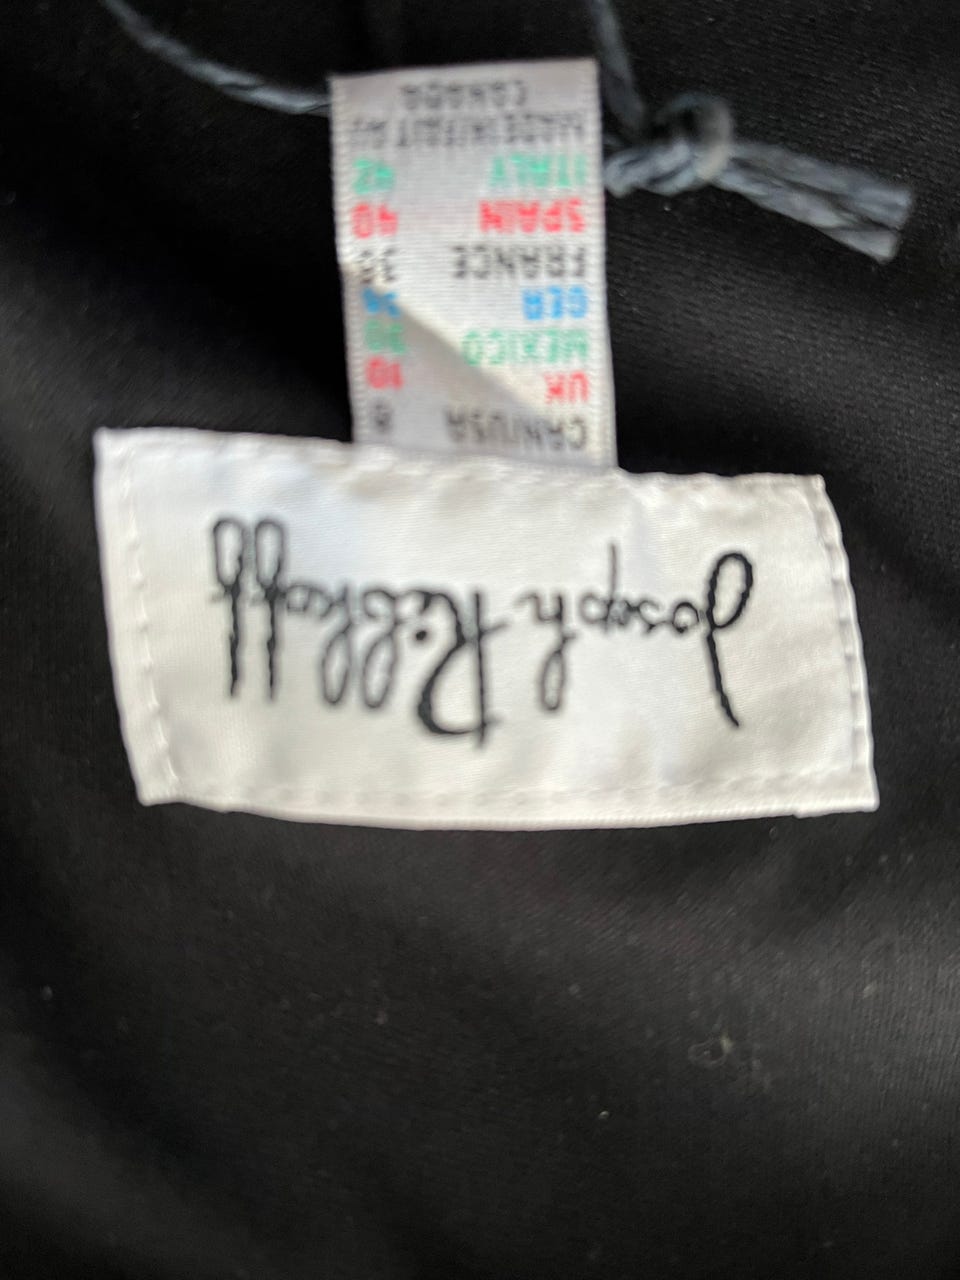 Joseph Ribkoff
CAN/USA 8
UK 10
MEXICO 30
GER 38
FRANCE 38
SPAIN 40
ITALY 42
MADE IN/FAIT AU
CANADA